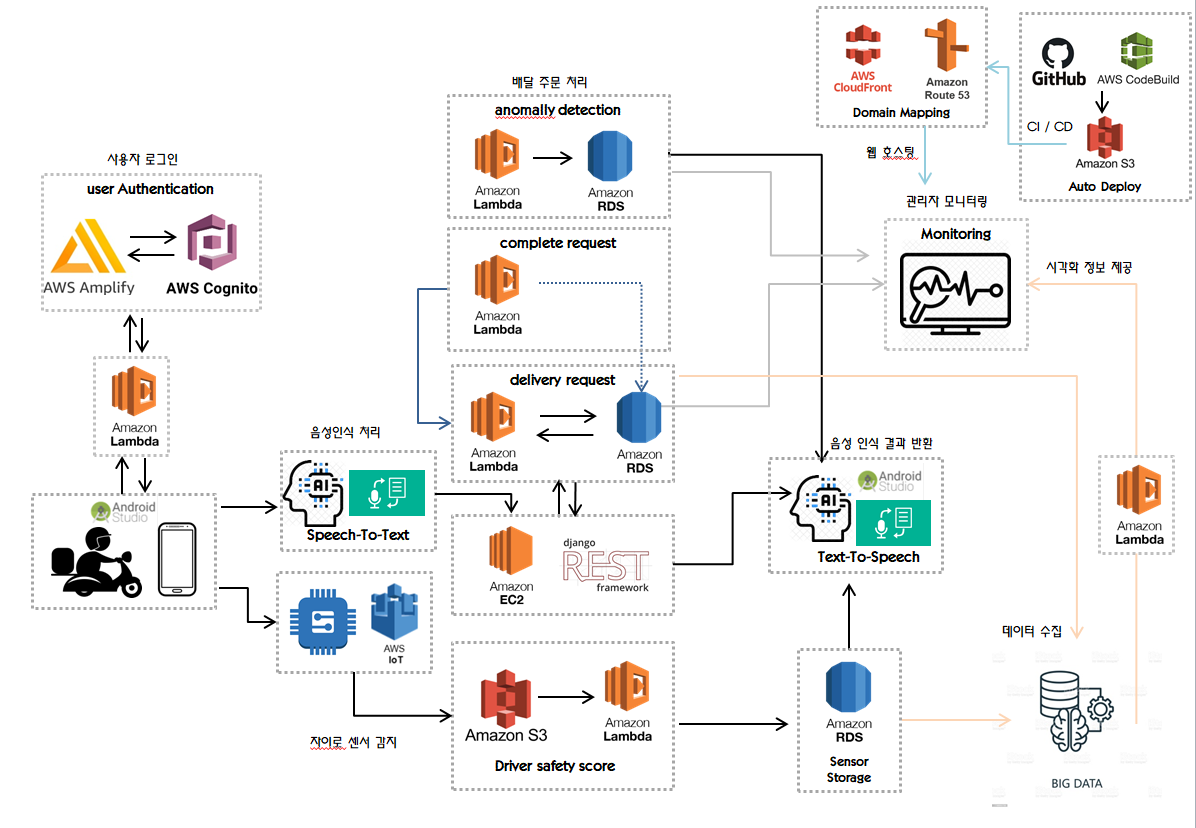 사용자 로그인
user Authentication
AWS Amplify
AWS Cognito
Amazon
Lambda
Android
Studio
음성인식 처리
AI
Speech-To-Text
AWS
IoT
자이로 센서 감지
배달 주문 처리
anomally detection
Amazon
Lambda
Amazon
RDS
complete request
Amazon
Lambda
delivery request
Amazon
Lambda
Amazon
RDS
Amazon
EC2
django
REST
framework
Amazon S3
Amazon
Lambda
Driver safety score
AWS
CloudFront
Amazon
Route 53
Domain Mapping
GitHub
AWS CodeBuild
CI / CD
Amazon S3
Auto Deploy
웹 호스팅
관리자 모니터링
Monitoring
시각화 정보 제공
음성 인식 결과 반환
Android
Studio
AI
Text-To-Speech
Amazon
Lambda
Amazon
RDS
Sensor
Storage
데이터 수집
BIG DATA